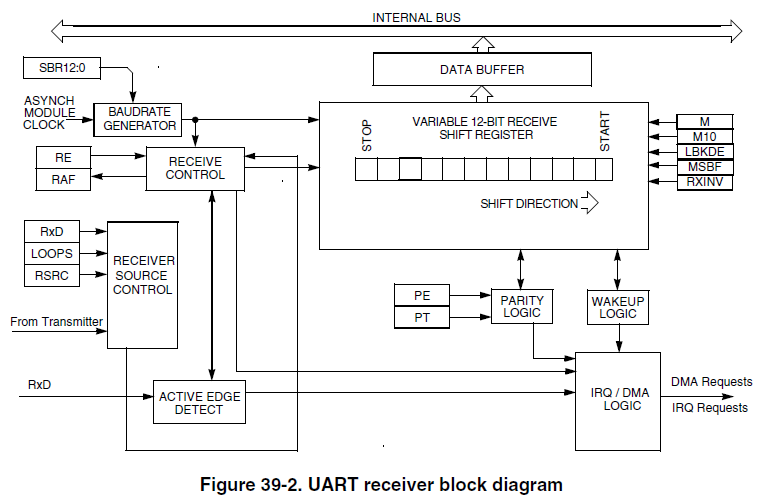 INTERNAL BUS
SBR12:0
DATA BUFFER
ASYNCH
MODULE
CLOCK
BAUDRATE
GENERATOR
VARIABLE 12-BIT RECEIVE
SHIFT REGISTER
STOP
START
M
M10
LBKDE
MSBF
RXINV
RE
RAF
RECEIVE
CONTROL
SHIFT DIRECTION
RxD
LOOPS
RSRC
RECEIVER
SOURCE
CONTROL
From Transmitter
PE
PT
PARITY
LOGIC
WAKEUP
LOGIC
RxD
ACTIVE EDGE
DETECT
IRQ / DMA
LOGIC
DMA Requests
IRQ Requests
Figure 39-2. UART receiver block diagram